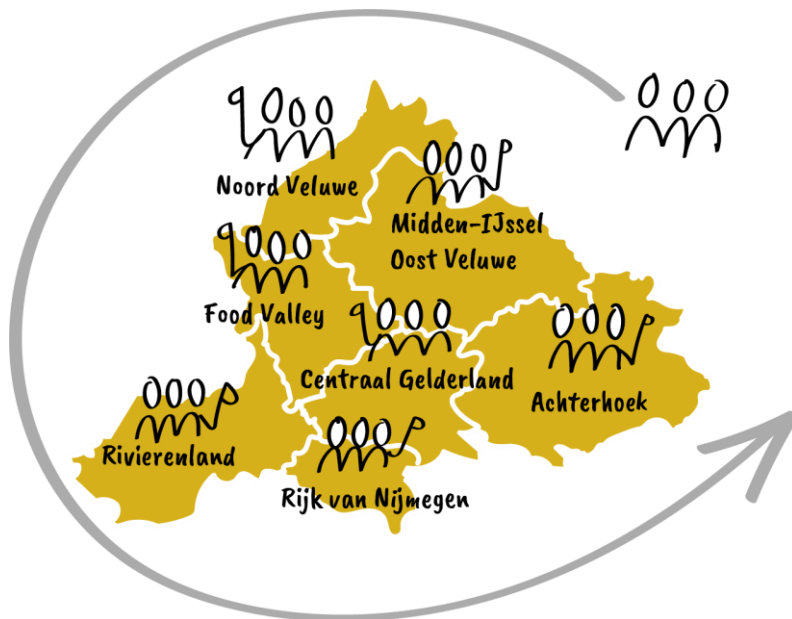 Noord Veluwe
Midden-IJssel
Oost Veluwe
Food Valley
Centraal Gelderland
Achterhoek
Rivierenland
Rijk van Nijmegen